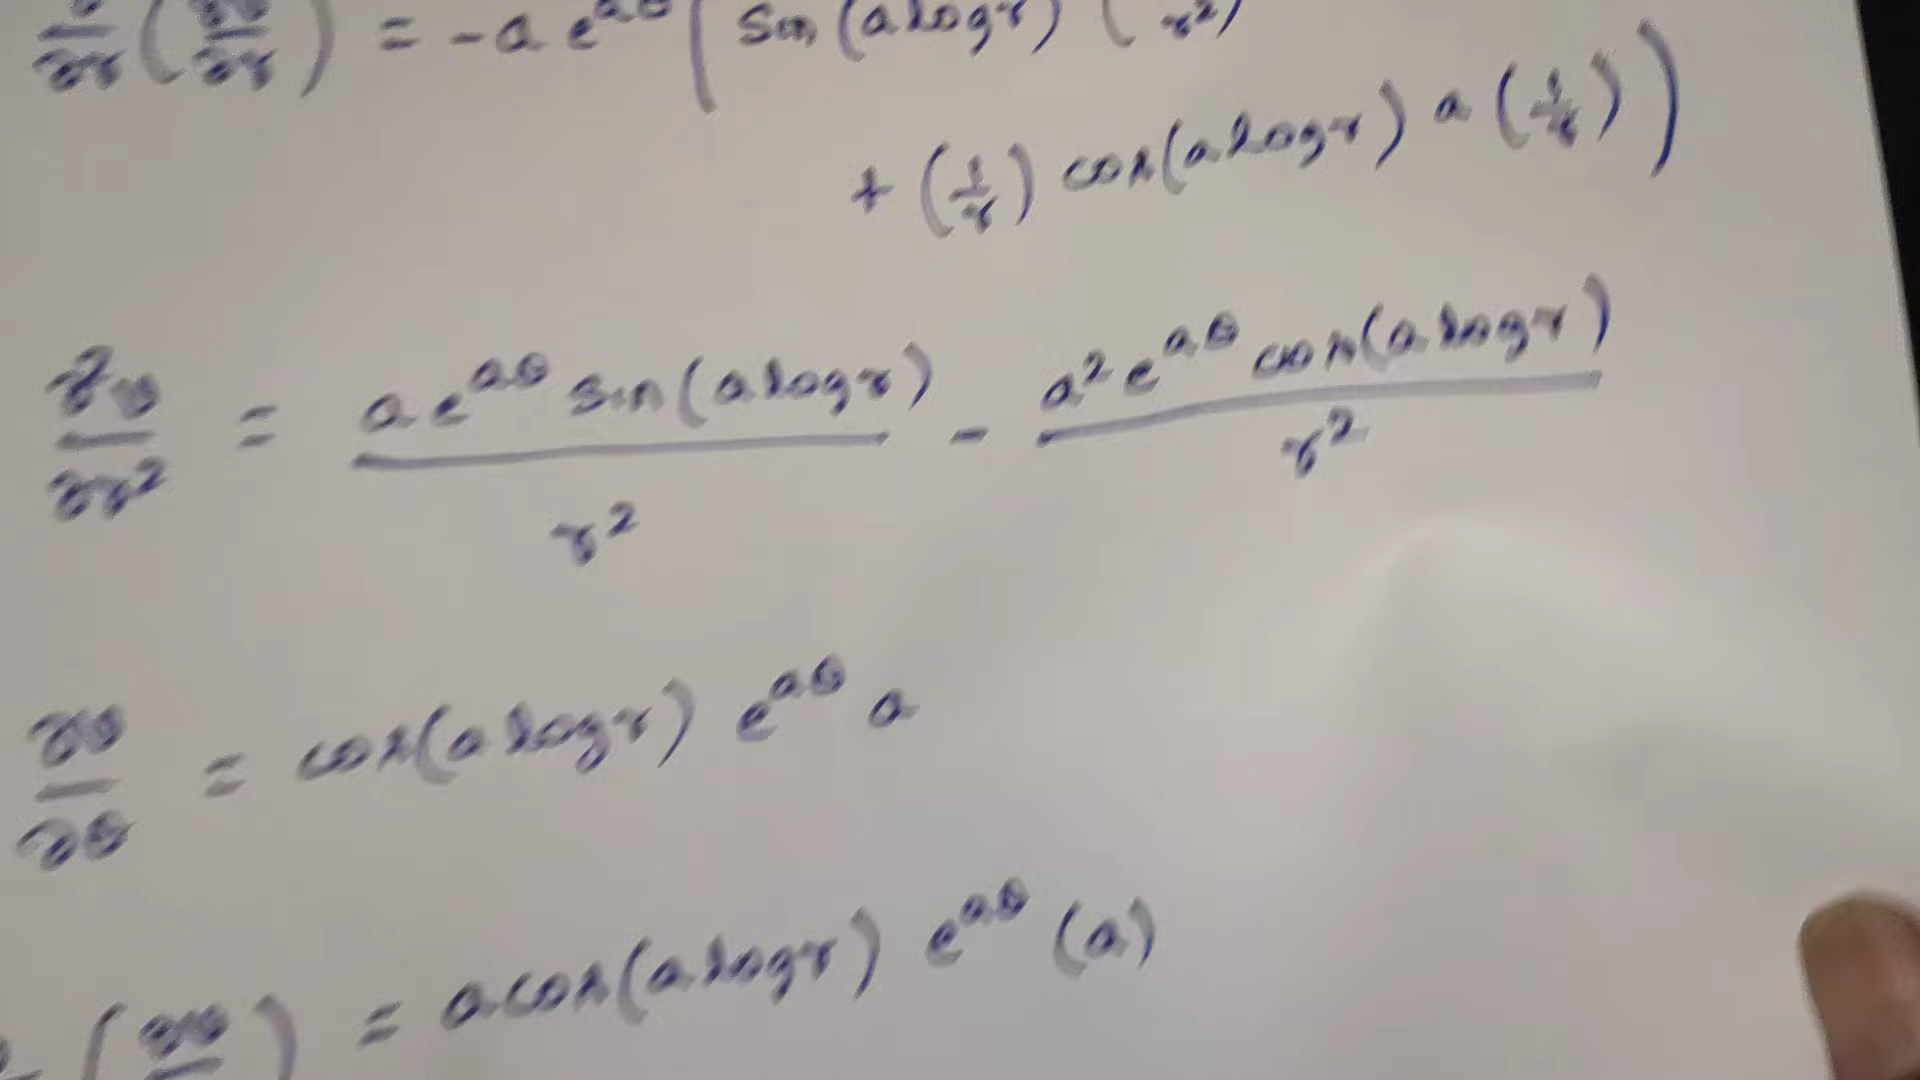 ∂/∂r (∂v/∂r) = -a e^{aθ} ( Sin (a log r) ( r²)
+ (1/r) cos(a log r) a (1/r) )
∂²v/∂r² = a e^{aθ} sin(a log r)/r² - a² e^{aθ} cos(a log r)/r²
∂v/∂θ = cos(a log r) e^{aθ} a
(∂v = a cos(a log r) e^{aθ} (a)